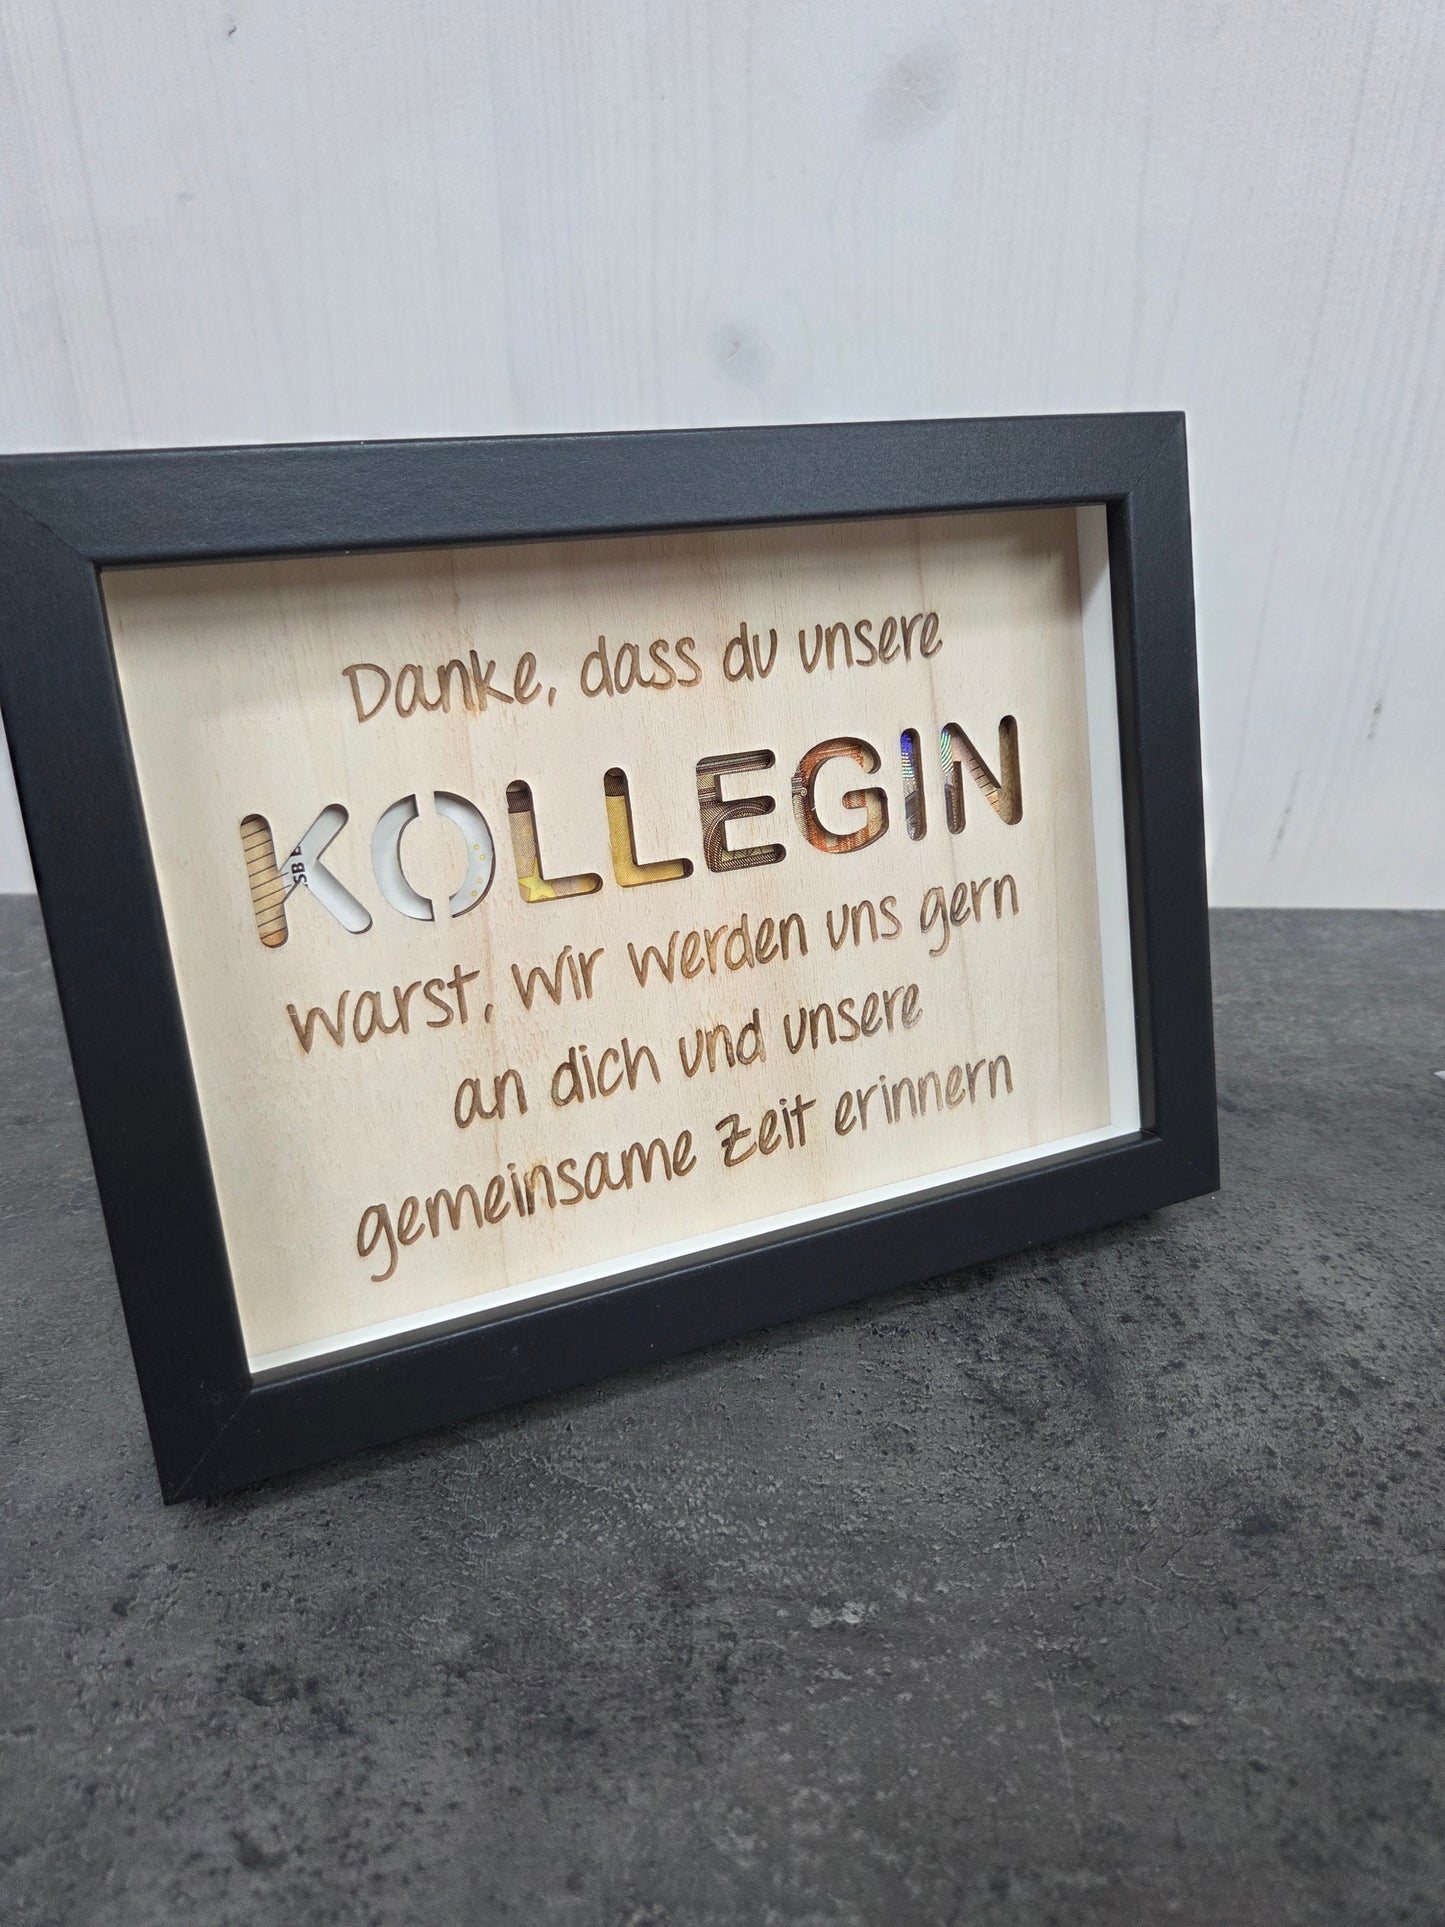 Danke, dass du unsere
KOLLEGIN
warst, wir werden uns gern
an dich und unsere
gemeinsame Zeit erinnern